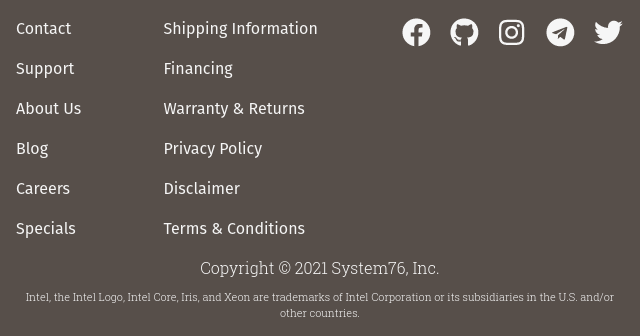 Contact
Support
About Us
Blog
Careers
Specials
Shipping Information
Financing
Warranty & Returns
Privacy Policy
Disclaimer
Terms & Conditions
Copyright © 2021 System76, Inc.
Intel, the Intel Logo, Intel Core, Iris, and Xeon are trademarks of Intel Corporation or its subsidiaries in the U.S. and/or
other countries.